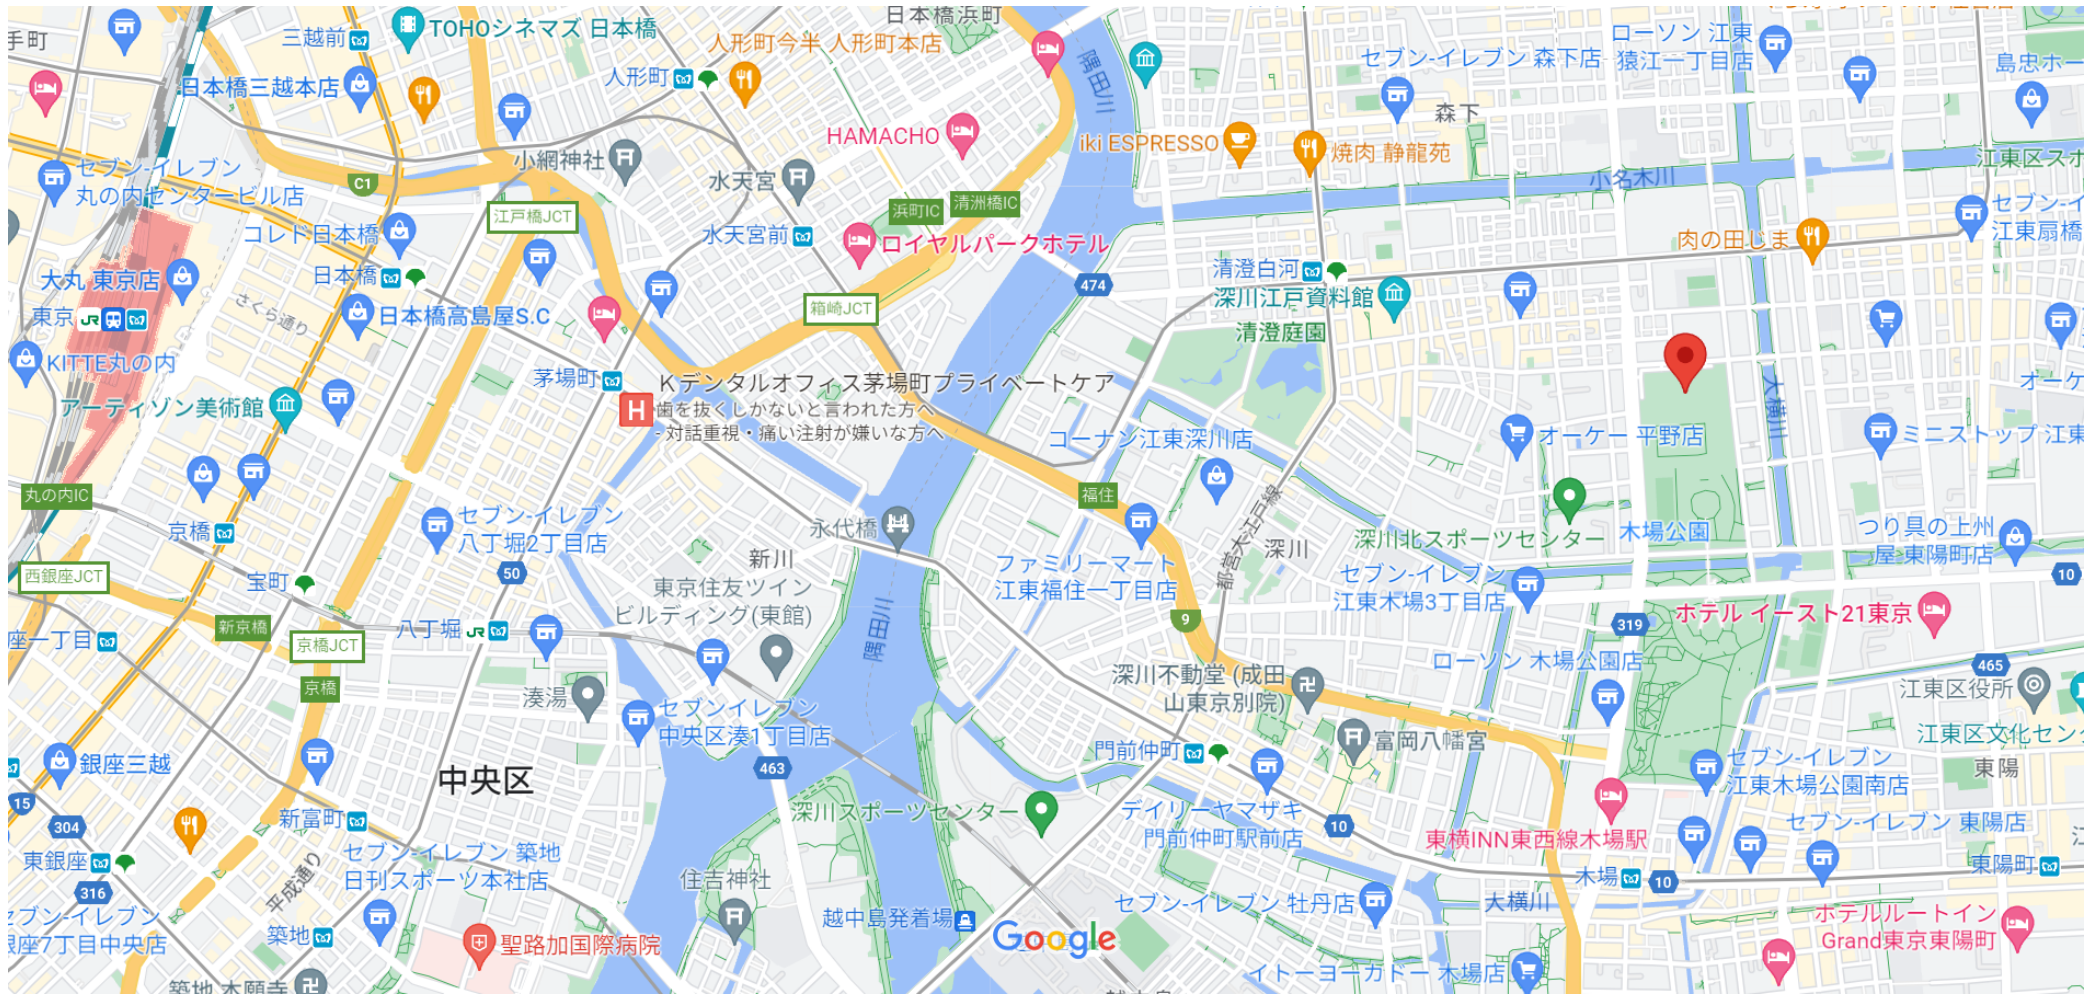 手町
三越前
TOHOシネマズ 日本橋
日本橋浜町
人形町今半 人形町本店
隅田川
セブン-イレブン 森下店
ローソン 江東
猿江一丁目店
島忠ホー
日本橋三越本店
人形町
森下
HAMACHO
iki ESPRESSO
焼肉 静龍苑
江東区スポ
セブン-イレブン
丸の内センタービル店
C1
小網神社
水天宮
小名木川
江戸橋JCT
浜町IC
清洲橋IC
セブン-イ
江東扇橋
コレド日本橋
水天宮前
ロイヤルパークホテル
肉の田じま
大丸 東京店
日本橋
清澄白河
474
深川江戸資料館
さくら通り
東京
JR
日本橋高島屋S.C
箱崎JCT
清澄庭園
KITTE丸の内
茅場町
Kデンタルオフィス茅場町プライベートケア
歯を抜くしかないと言われた方へ
- 対話重視・痛い注射が嫌いな方へ
H
アーティゾン美術館
大横川
オーケ
コーナン江東深川店
オーケー 平野店
ミニストップ 江東
丸の内IC
福住
京橋
セブン-イレブン
八丁堀2丁目店
永代橋
都営大江戸線
深川
深川北スポーツセンター
木場公園
つり具の上州
屋 東陽町店
新川
西銀座JCT
宝町
50
東京住友ツイン
ビルディング(東館)
ファミリーマート
江東福住一丁目店
セブン-イレブン
江東木場3丁目店
10
新京橋
京橋JCT
八丁堀
JR
隅田川
9
319
ホテル イースト21東京
座一丁目
京橋
湊湯
深川不動堂 (成田
山東京別院)
ローソン 木場公園店
465
江東区役所
セブンイレブン
中央区湊1丁目店
江東区文化セン
銀座三越
中央区
463
門前仲町
富岡八幡宮
セブン-イレブン
江東木場公園南店
東陽
15
304
新富町
深川スポーツセンター
デイリーヤマザキ
門前仲町駅前店
10
東横INN東西線木場駅
セブン-イレブン 東陽店
東銀座
316
平成通り
セブン-イレブン 築地
日刊スポーツ本社店
住吉神社
木場
10
東陽町
セブン-イレブン
銀座7丁目中央店
築地
越中島発着場
セブン-イレブン 牡丹店
大横川
ホテルルートイン
Grand東京東陽町
聖路加国際病院
Google
イトーヨーカドー 木場店
築地 本願寺